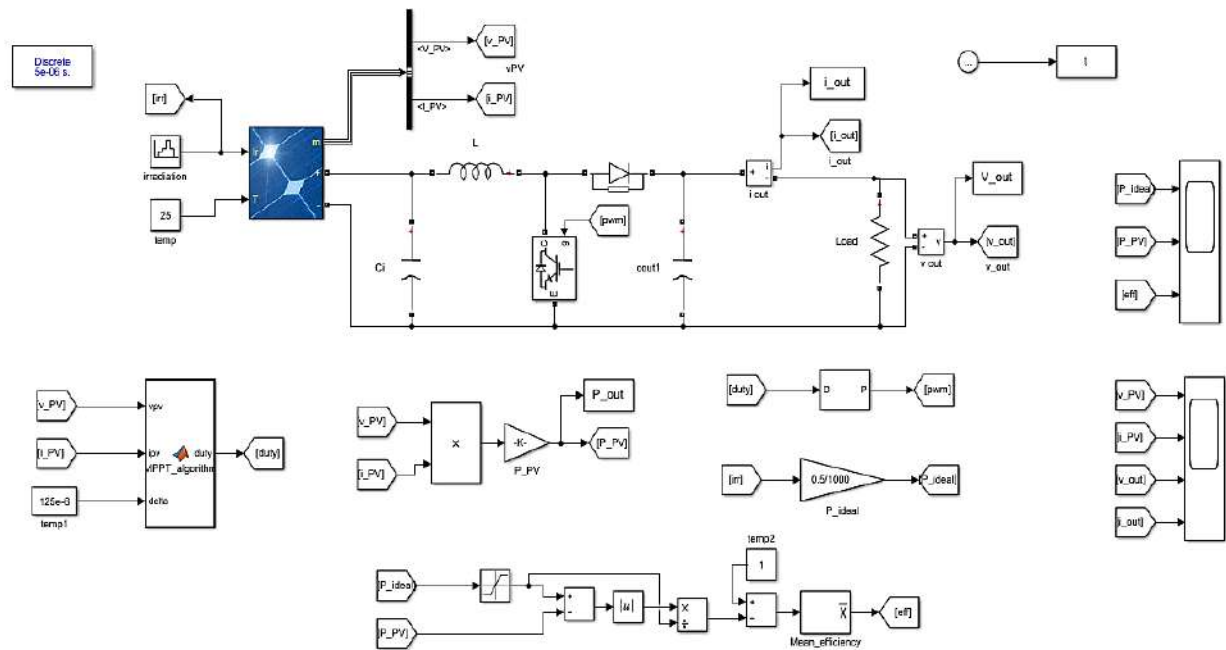 Discrete
5e-06 s.
[irr]
irradiation
25
temp
Ir
T
m
+
-
<V_PV>
<I_PV>
[v_PV]
vPV
[i_PV]
L
Ci
[pwm]
g
C
E
cout1
i_out
[i_out]
i_out
+
-
i
i out
Load
V_out
+
-
v
v out
[v_out]
v_out
...
t
[P_ideal
[P_PV]
[eff]
v_PV]
[i_PV]
125e-6
temp1
vpv
ipv
delta
duty
MPPT_algorithm
[duty]
v_PV]
[i_PV]
×
-K-
P_PV
P_out
[P_PV]
[duty]
D
P
[pwm]
[irr]
0.5/1000
P_ideal
[P_ideal]
v_PV]
[i_PV]
[v_out]
[i_out]
[P_ideal
[P_PV]
+
-
|u|
×
÷
temp2
1
+
-
X
Mean_efficiency
[eff]